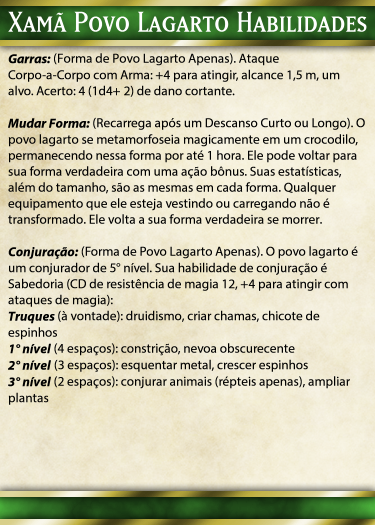 Xamã Povo Lagarto Habilidades
Garras: (Forma de Povo Lagarto Apenas). Ataque
Corpo-a-Corpo com Arma: +4 para atingir, alcance 1,5 m, um
alvo. Acerto: 4 (1d4+ 2) de dano cortante.
Mudar Forma: (Recarrega após um Descanso Curto ou Longo). O
povo lagarto se metamorfoseia magicamente em um crocodilo,
permanecendo nessa forma por até 1 hora. Ele pode voltar para
sua forma verdadeira com uma ação bônus. Suas estatísticas,
além do tamanho, são as mesmas em cada forma. Qualquer
equipamento que ele esteja vestindo ou carregando não é
transformado. Ele volta a sua forma verdadeira se morrer.
Conjuração: (Forma de Povo Lagarto Apenas). O povo lagarto é
um conjurador de 5° nível. Sua habilidade de conjuração é
Sabedoria (CD de resistência de magia 12, +4 para atingir com
ataques de magia):
Truques (à vontade): druidismo, criar chamas, chicote de
espinhos
1° nível (4 espaços): constrição, nevoa obscurecente
2° nível (3 espaços): esquentar metal, crescer espinhos
3° nível (2 espaços): conjurar animais (répteis apenas), ampliar
plantas